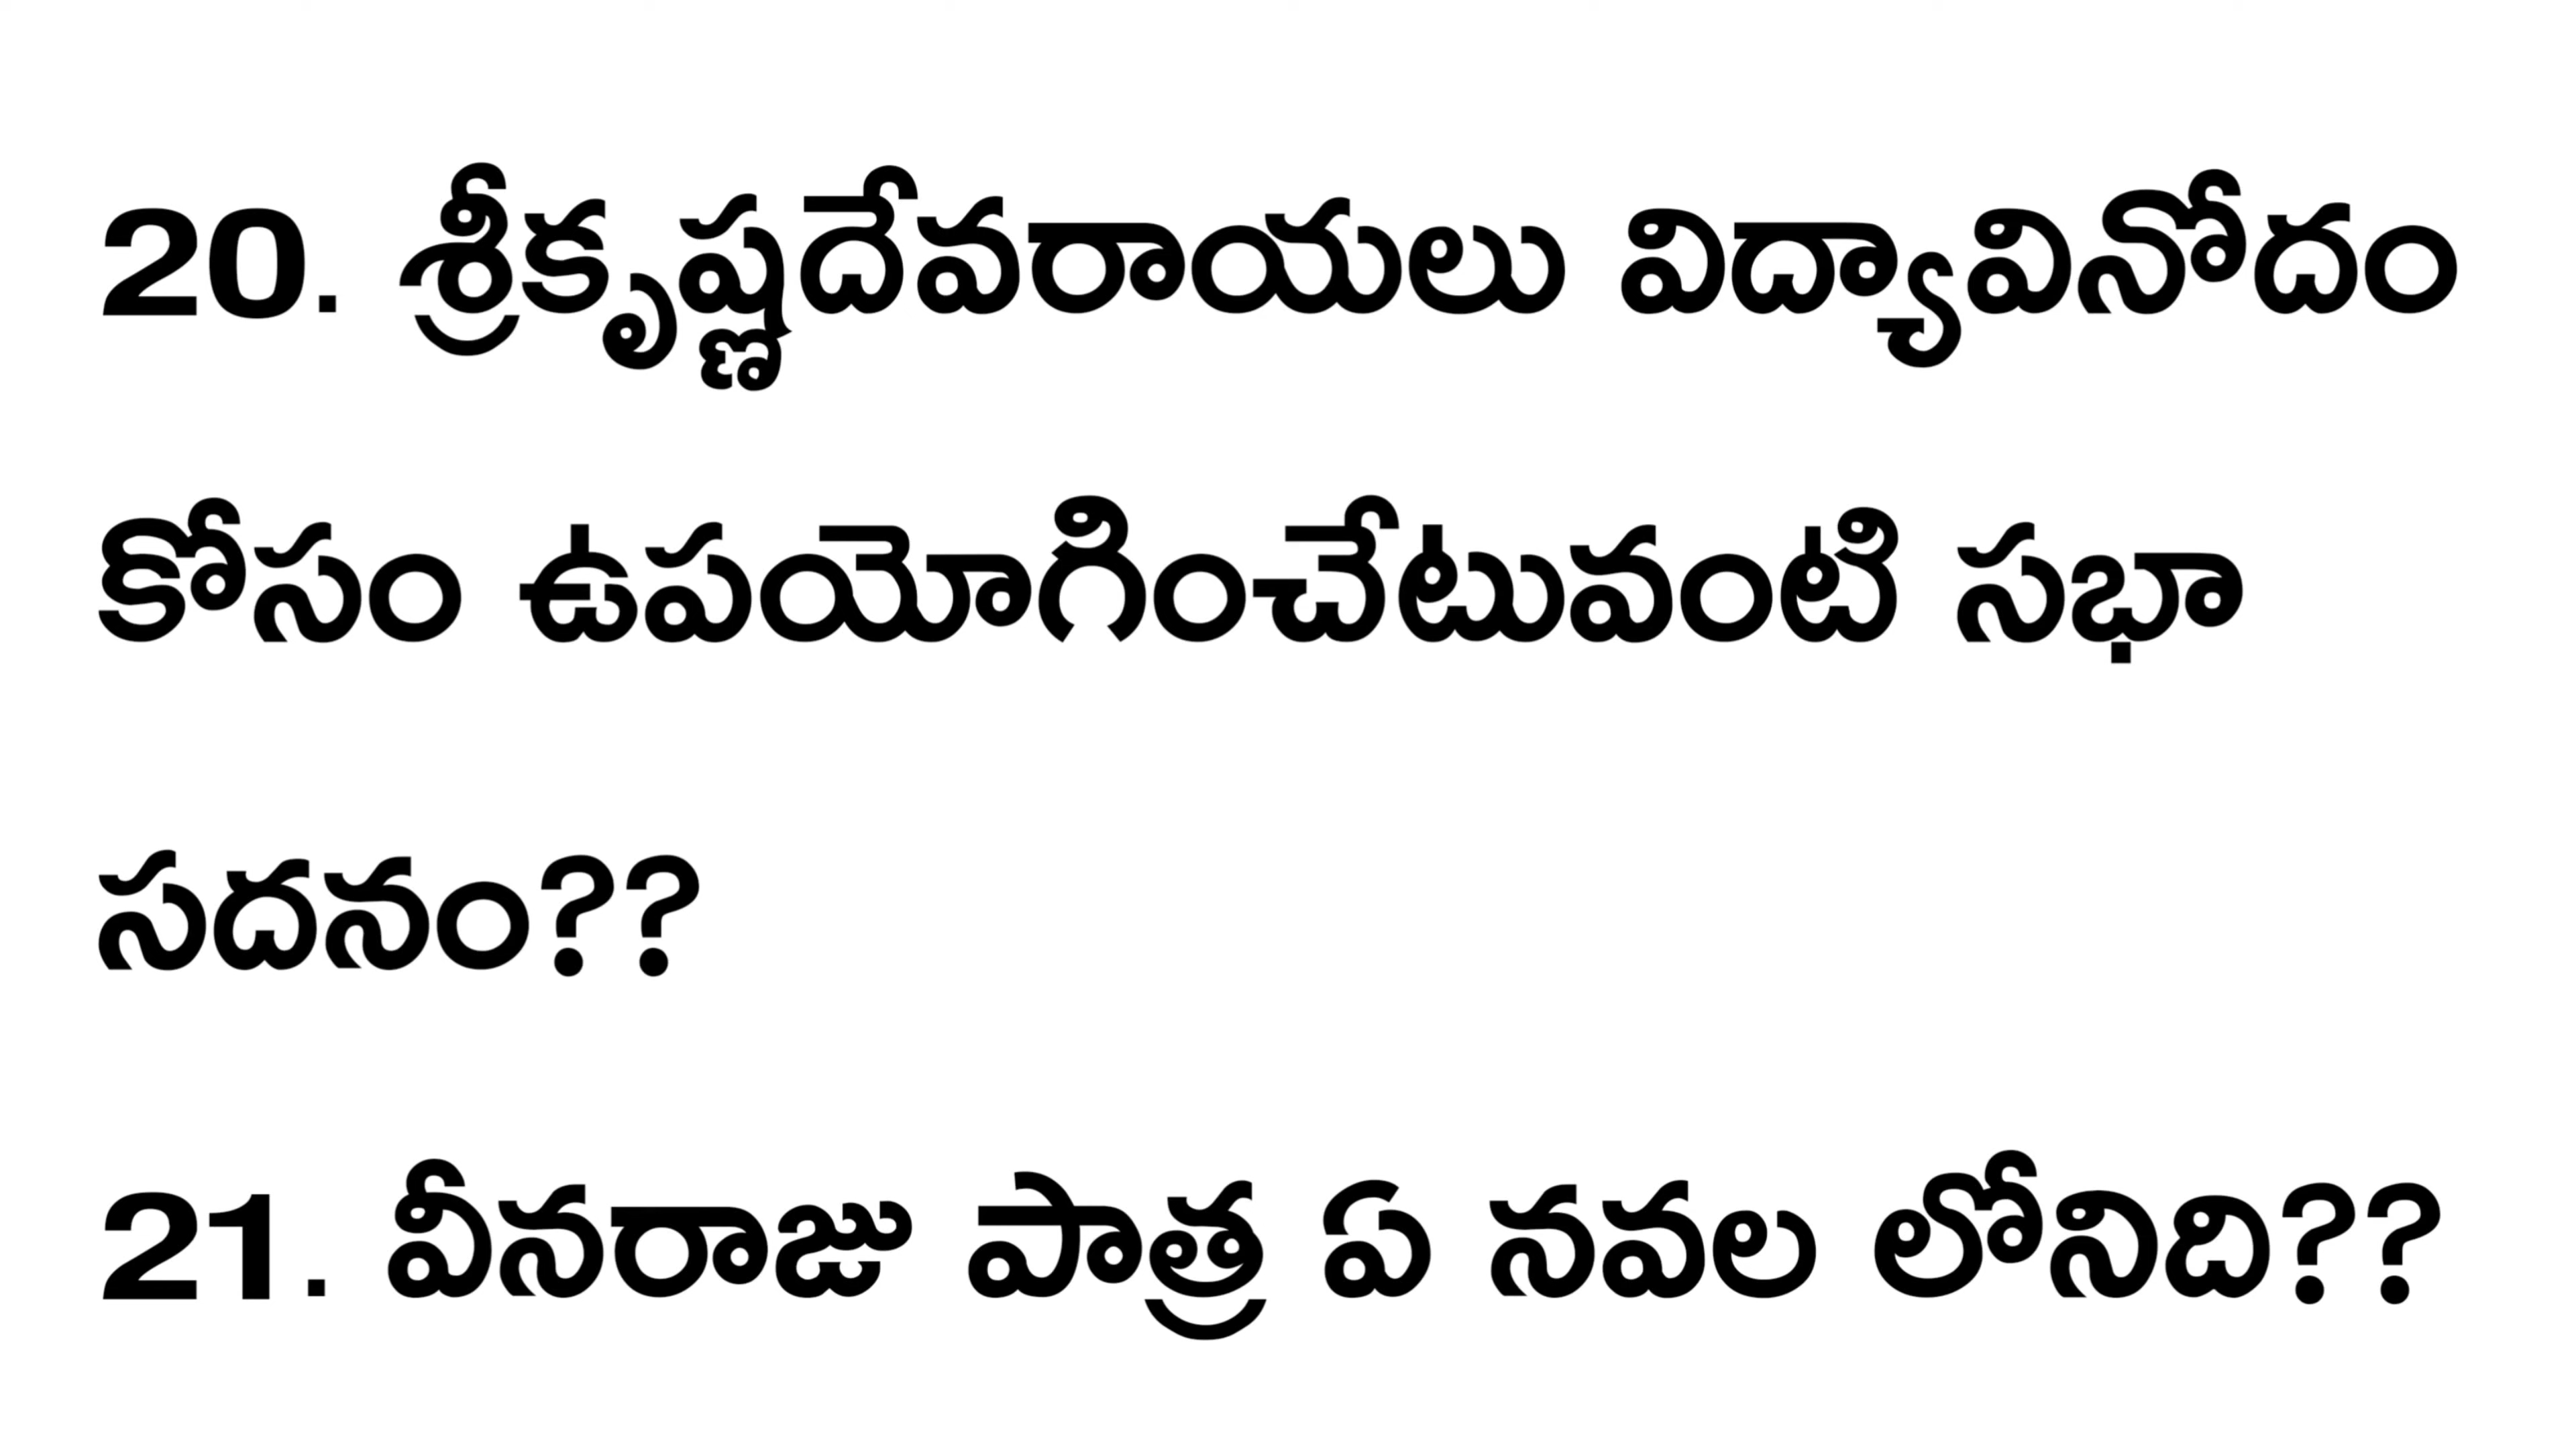 20. శ్రీకృష్ణదేవరాయలు విద్యావినోదం
కోసం ఉపయోగించేటువంటి సభా
సదనం??
21. వీనరాజు పాత్ర ఏ నవల లోనిది??